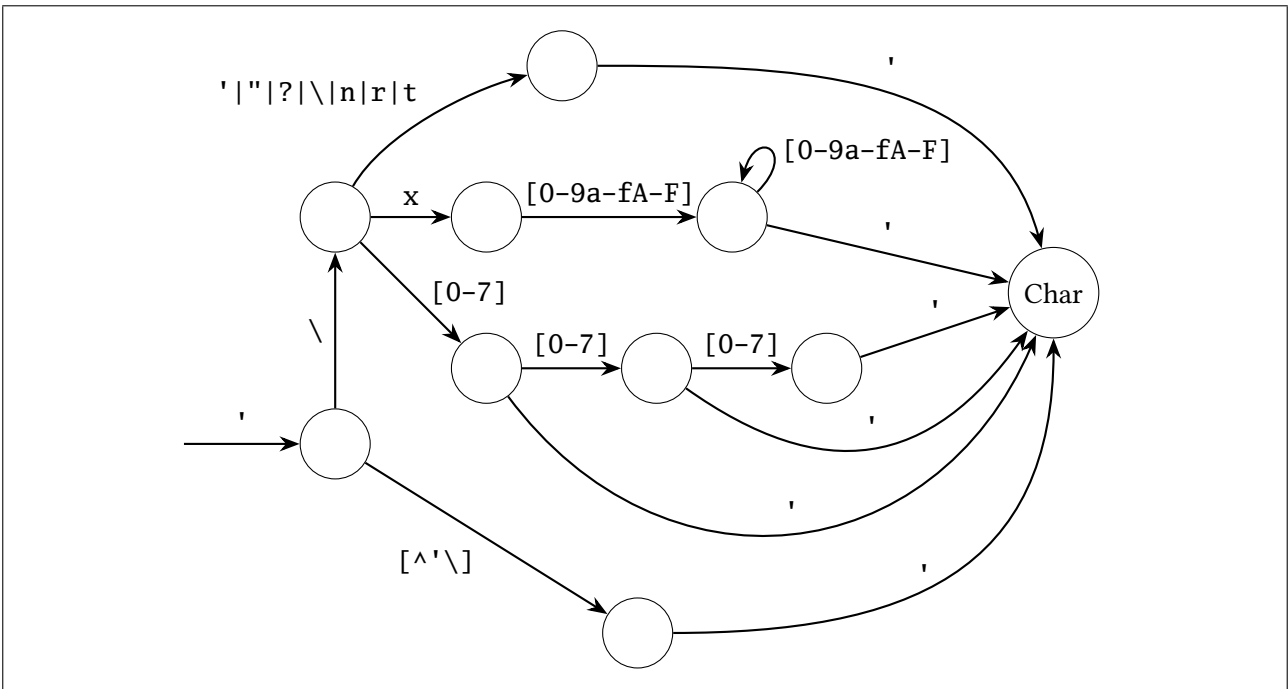 '
'|"|?|\|n|r|t
[0-9a-fA-F]
x
[0-9a-fA-F]
'
[0-7]
Char
'
\
[0-7]
[0-7]
'
'
'
[^'\]
'